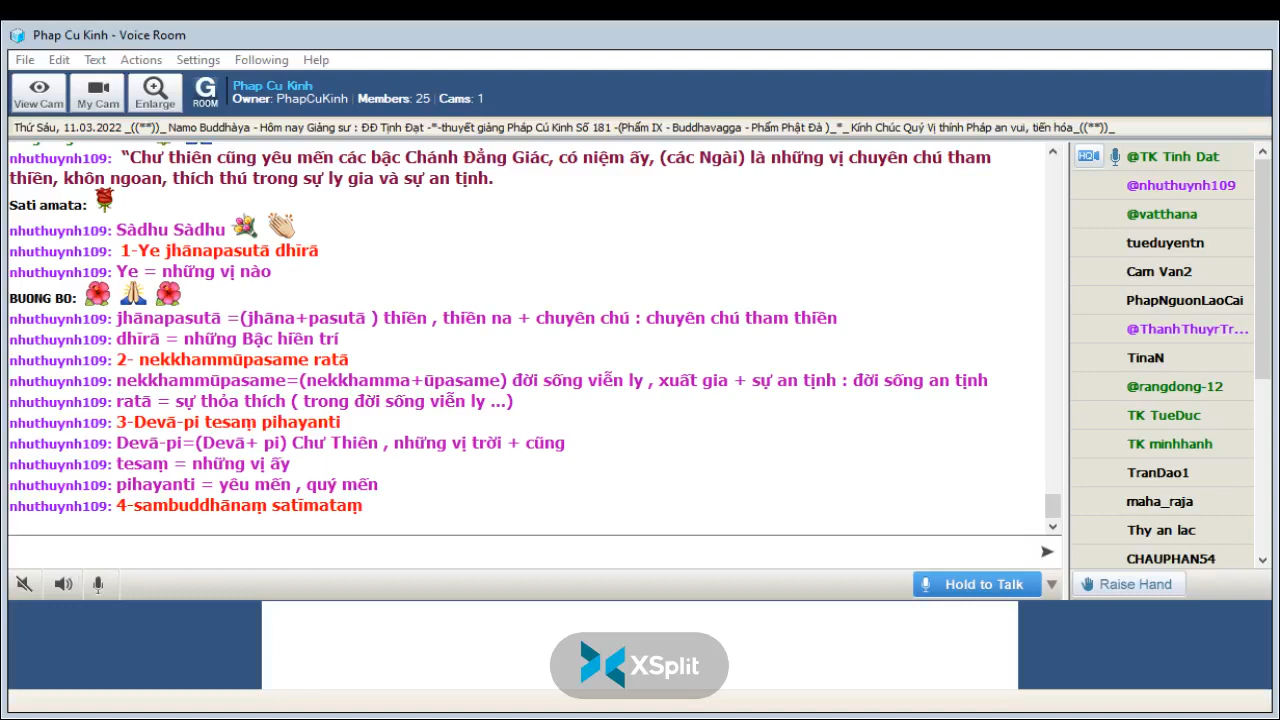 Phap Cu Kinh - Voice Room
File Edit Text Actions Settings Following Help
View Cam
My Cam
Enlarge
G
ROOM
Phap Cu Kinh
Owner: PhapCuKinh | Members: 25 | Cams: 1
Thứ Sáu, 11.03.2022 _((**))_ Namo Buddhàya - Hôm nay Giảng sư : ĐĐ Tịnh Đạt -*-thuyết giảng Pháp Cú Kinh Số 181 -(Phẩm IX - Buddhavagga - Phẩm Phật Đà )_*_ Kính Chúc Quý Vị thính Pháp an vui, tiến hóa_((**))_
nhuthuynh109: “Chư thiên cũng yêu mến các bậc Chánh Đẳng Giác, có niệm ấy, (các Ngài) là những vị chuyên chú tham
thiền, khôn ngoan, thích thú trong sự ly gia và sự an tịnh.
Sati amata:
nhuthuynh109: Sàdhu Sàdhu
nhuthuynh109: 1-Ye jhānapasutā dhīrā
nhuthuynh109: Ye = những vị nào
BUONG BO:
nhuthuynh109: jhānapasutā =(jhāna+pasutā ) thiền , thiền na + chuyên chú : chuyên chú tham thiền
nhuthuynh109: dhīrā = những Bậc hiền trí
nhuthuynh109: 2- nekkhammūpasame ratā
nhuthuynh109: nekkhammūpasame=(nekkhamma+ūpasame) đời sống viễn ly , xuất gia + sự an tịnh : đời sống an tịnh
nhuthuynh109: ratā = sự thỏa thích ( trong đời sống viễn ly ...)
nhuthuynh109: 3-Devā-pi tesaṃ pihayanti
nhuthuynh109: Devā-pi=(Devā+ pi) Chư Thiên , những vị trời + cũng
nhuthuynh109: tesaṃ = những vị ấy
nhuthuynh109: pihayanti = yêu mến , quý mến
nhuthuynh109: 4-sambuddhānaṃ satīmataṃ
HQ
@TK Tinh Dat
@nhuthuynh109
@vatthana
tueduyentn
Cam Van2
PhapNguonLaoCai
@ThanhThuyrTr...
TinaN
@rangdong-12
TK TueDuc
TK minhhanh
TranDao1
maha_raja
Thy an lac
CHAUPHAN54
Hold to Talk
Raise Hand
XSplit